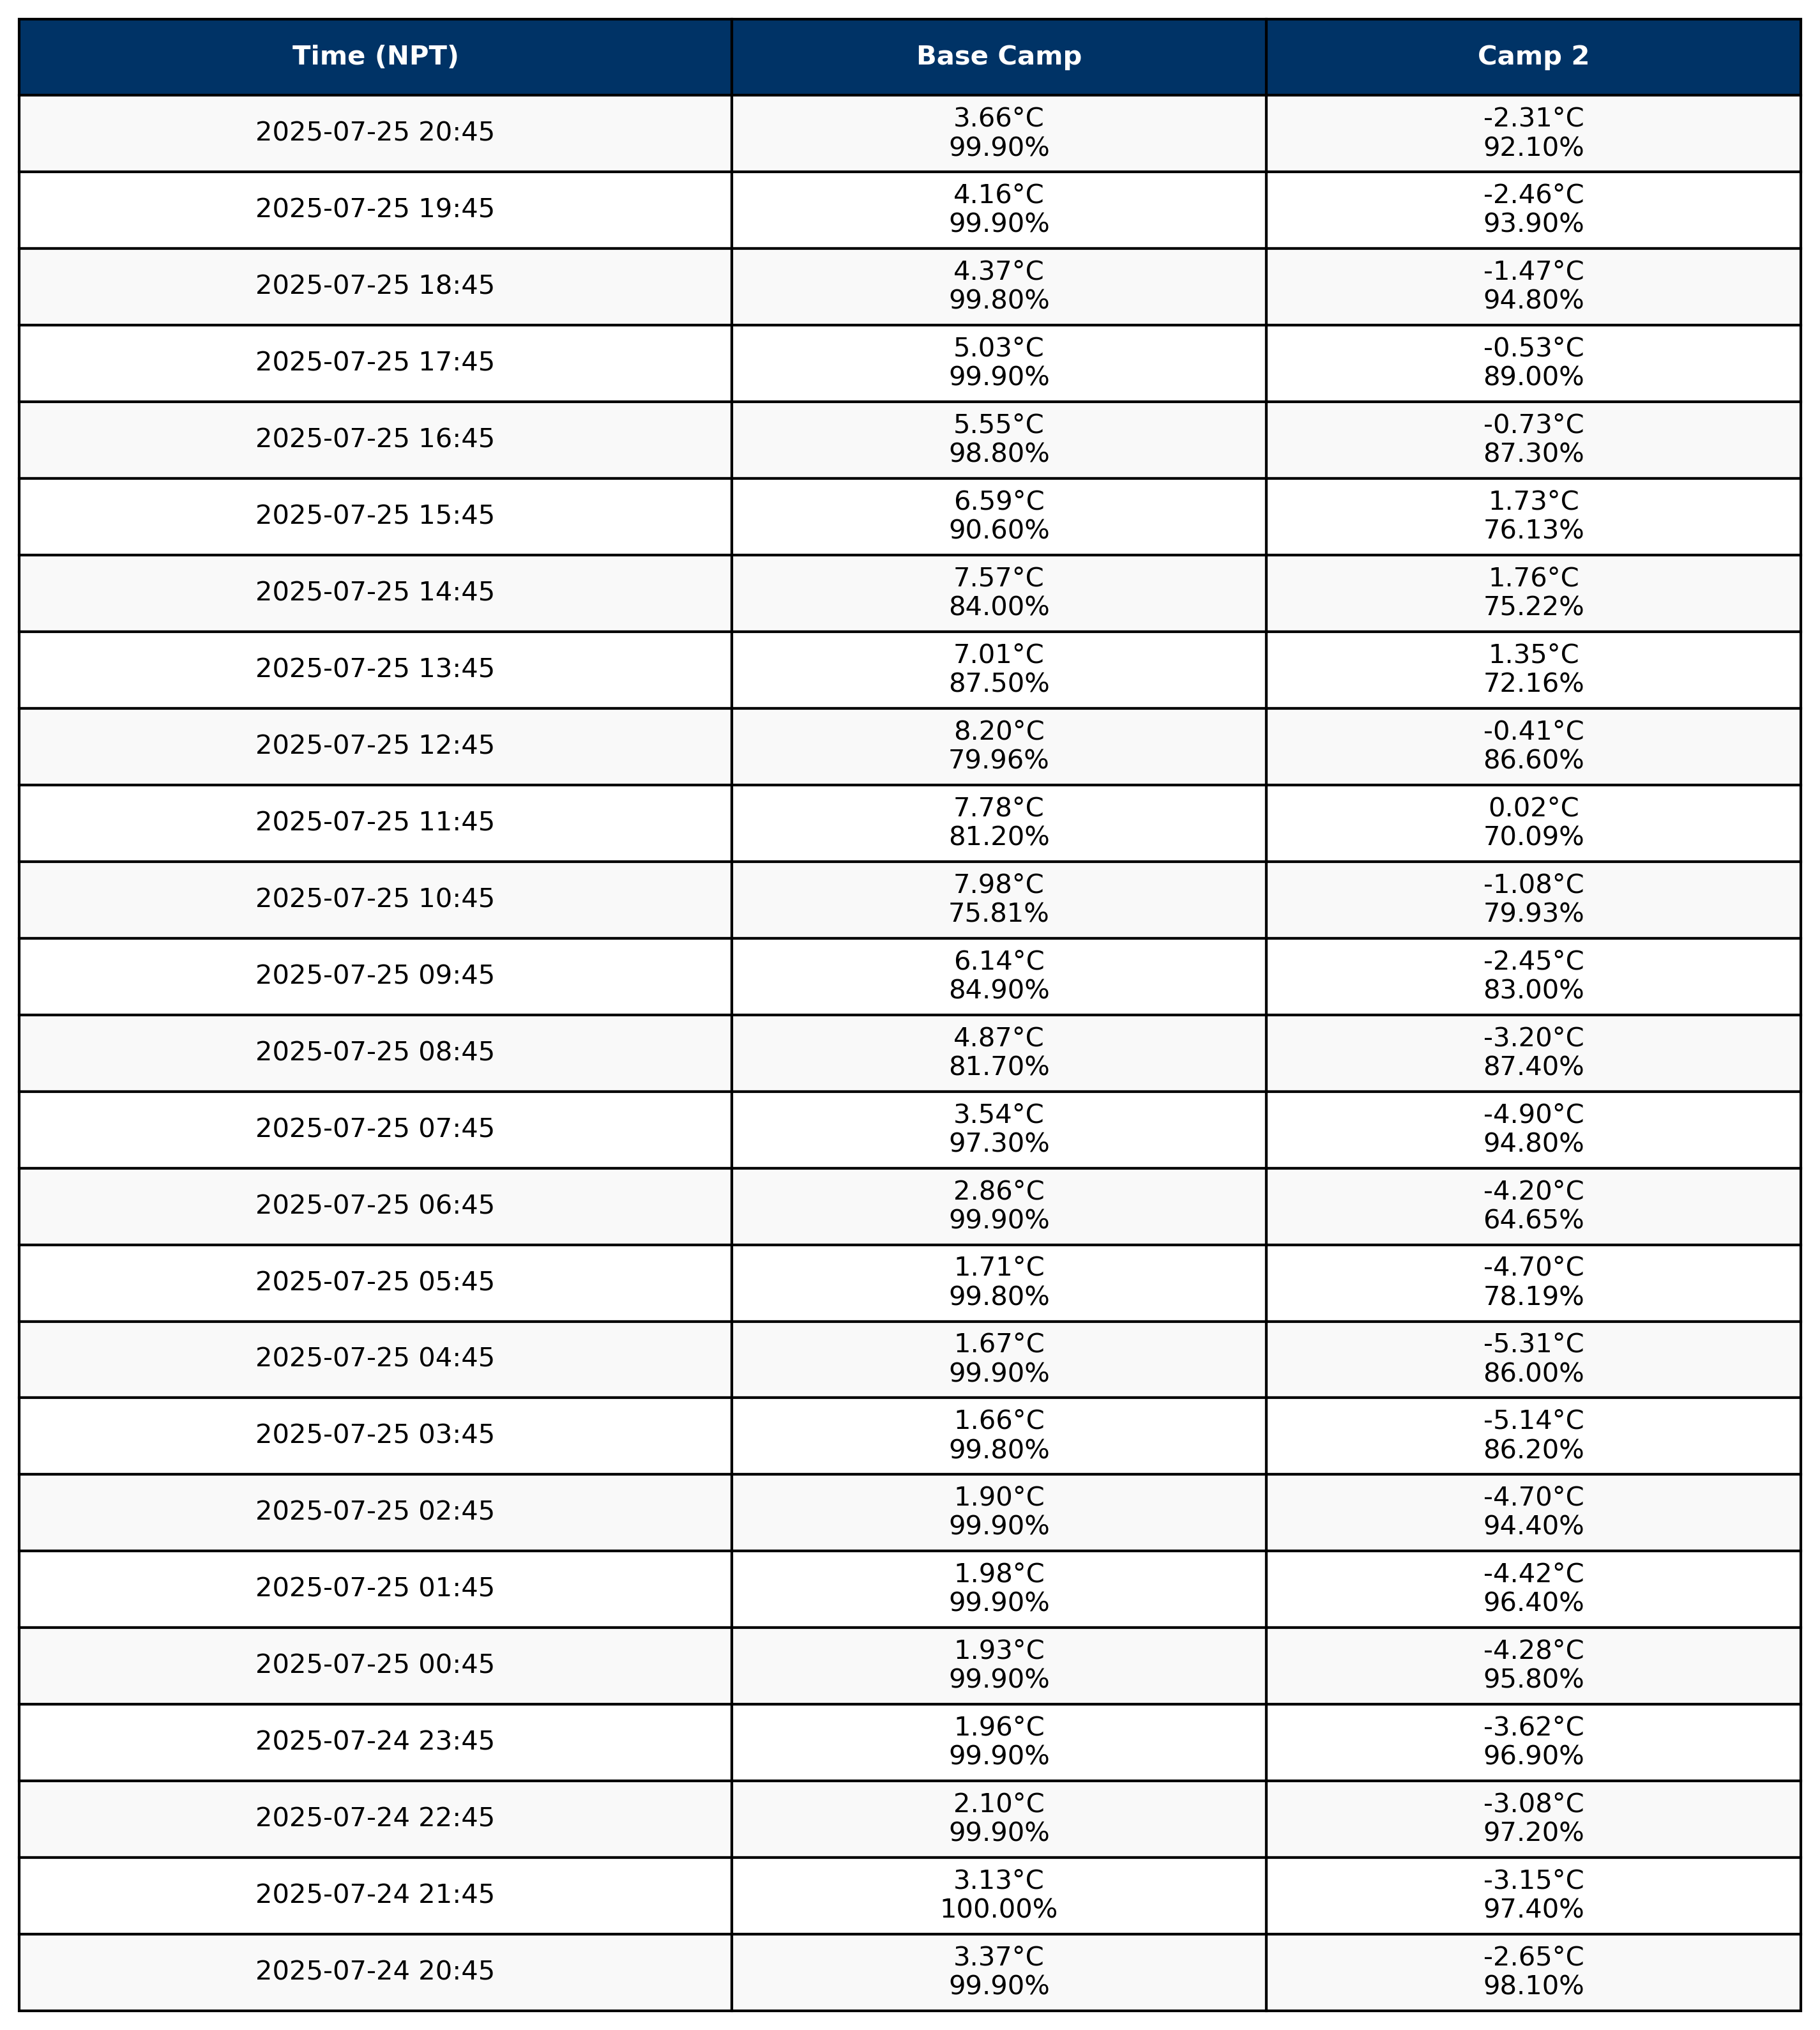 Time (NPT) Base Camp Camp 2
2025-07-25 20:45 3.66°C -2.31°C
99.90% 92.10%
2025-07-25 19:45 4.16°C -2.46°C
99.90% 93.90%
2025-07-25 18:45 4.37°C -1.47°C
99.80% 94.80%
2025-07-25 17:45 5.03°C -0.53°C
99.90% 89.00%
2025-07-25 16:45 5.55°C -0.73°C
98.80% 87.30%
2025-07-25 15:45 6.59°C 1.73°C
90.60% 76.13%
2025-07-25 14:45 7.57°C 1.76°C
84.00% 75.22%
2025-07-25 13:45 7.01°C 1.35°C
87.50% 72.16%
2025-07-25 12:45 8.20°C -0.41°C
79.96% 86.60%
2025-07-25 11:45 7.78°C 0.02°C
81.20% 70.09%
2025-07-25 10:45 7.98°C -1.08°C
75.81% 79.93%
2025-07-25 09:45 6.14°C -2.45°C
84.90% 83.00%
2025-07-25 08:45 4.87°C -3.20°C
81.70% 87.40%
2025-07-25 07:45 3.54°C -4.90°C
97.30% 94.80%
2025-07-25 06:45 2.86°C -4.20°C
99.90% 64.65%
2025-07-25 05:45 1.71°C -4.70°C
99.80% 78.19%
2025-07-25 04:45 1.67°C -5.31°C
99.90% 86.00%
2025-07-25 03:45 1.66°C -5.14°C
99.80% 86.20%
2025-07-25 02:45 1.90°C -4.70°C
99.90% 94.40%
2025-07-25 01:45 1.98°C -4.42°C
99.90% 96.40%
2025-07-25 00:45 1.93°C -4.28°C
99.90% 95.80%
2025-07-24 23:45 1.96°C -3.62°C
99.90% 96.90%
2025-07-24 22:45 2.10°C -3.08°C
99.90% 97.20%
2025-07-24 21:45 3.13°C -3.15°C
100.00% 97.40%
2025-07-24 20:45 3.37°C -2.65°C
99.90% 98.10%